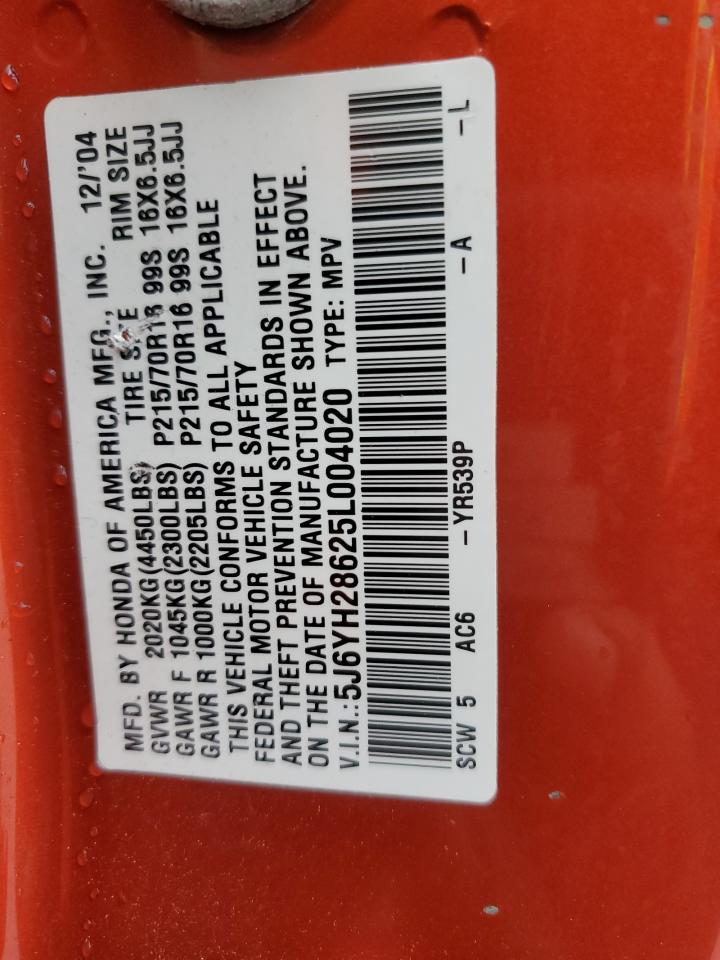 MFD. BY HONDA OF AMERICA MFG., INC. 12/'04
GVWR 2020KG(4450LBS) TIRE SIZE RIM SIZE
GAWR F 1045KG(2300LBS) P215/70R16 99S 16X6.5JJ
GAWR R 1000KG(2205LBS) P215/70R16 99S 16X6.5JJ
THIS VEHICLE CONFORMS TO ALL APPLICABLE
FEDERAL MOTOR VEHICLE SAFETY
AND THEFT PREVENTION STANDARDS IN EFFECT
ON THE DATE OF MANUFACTURE SHOWN ABOVE.
V.I.N.:5J6YH28625L004020 TYPE: MPV
SCW 5 AC6 -YR539P -A -L